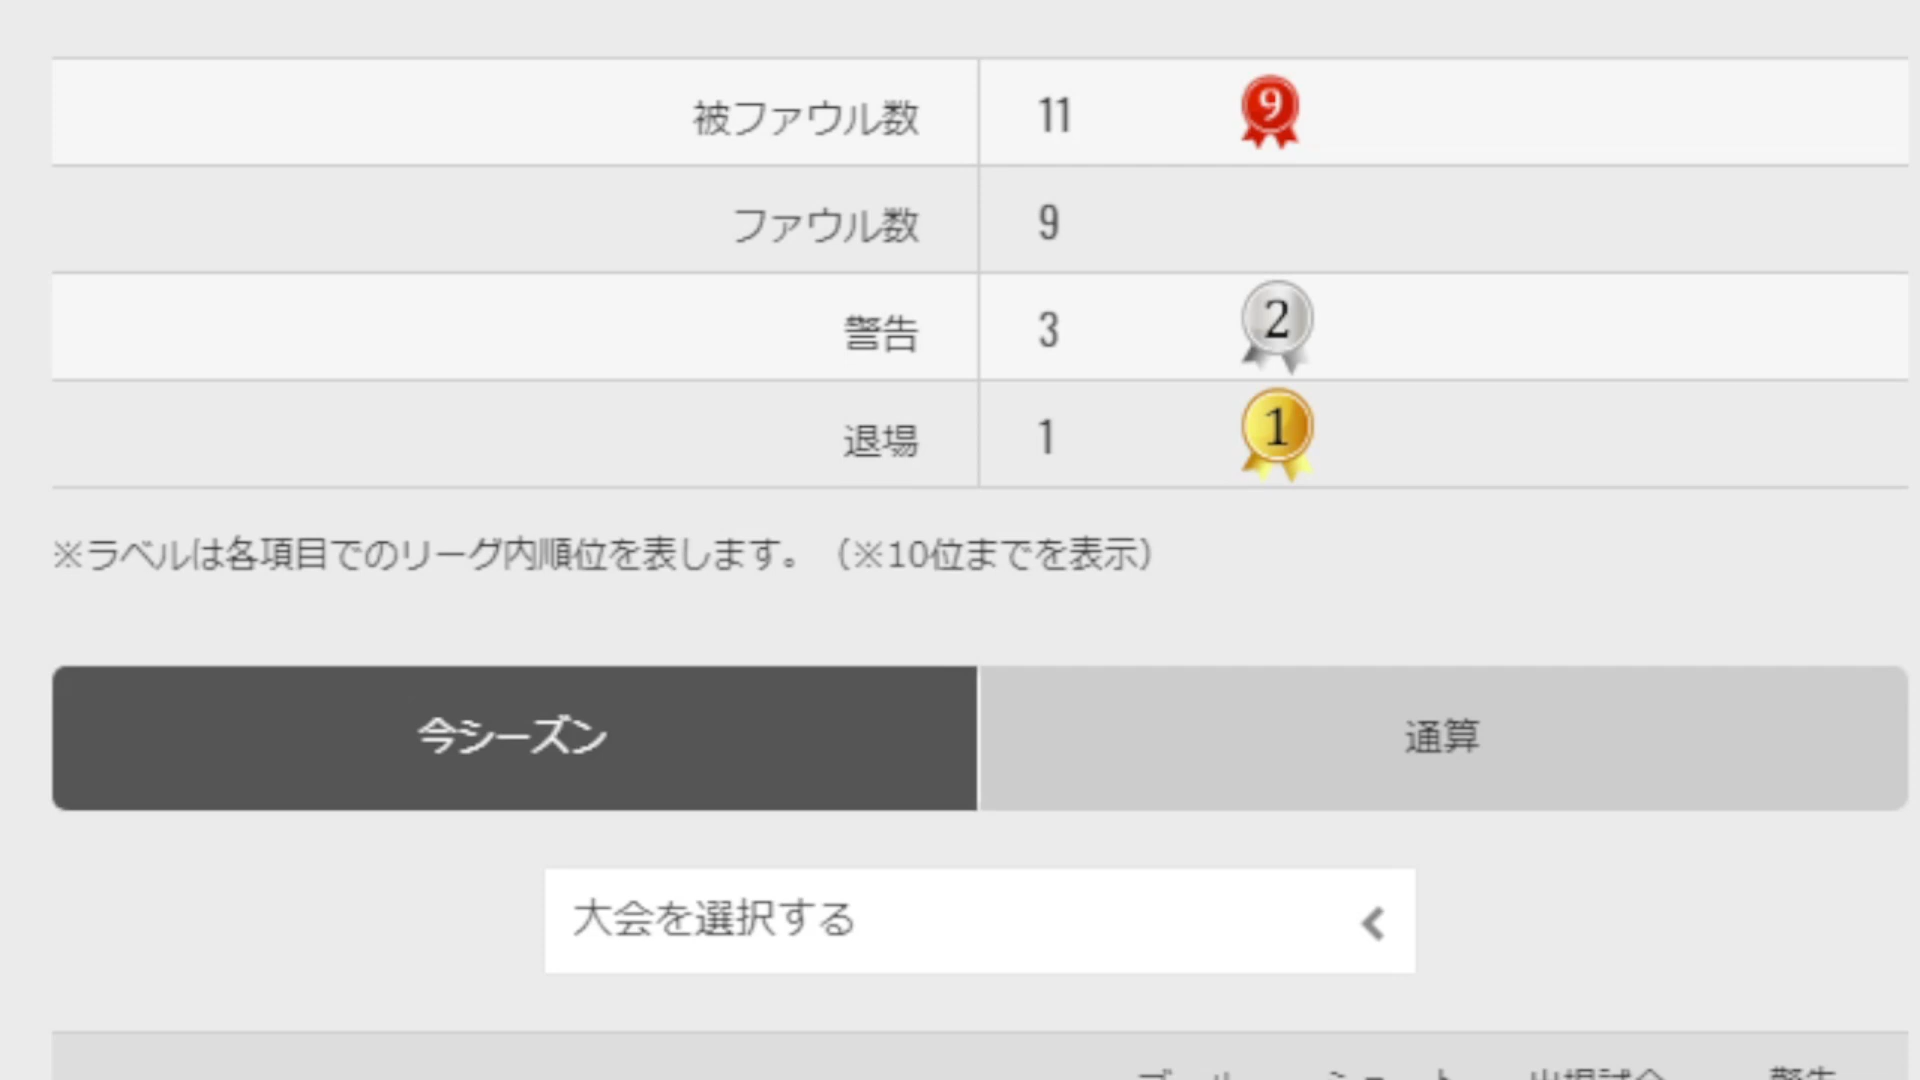 被ファウル数 11 9
ファウル数 9
警告 3 2
退場 1 1
※ラベルは各項目でのリーグ内順位を表します。（※10位までを表示）
今シーズン 通算
大会を選択する